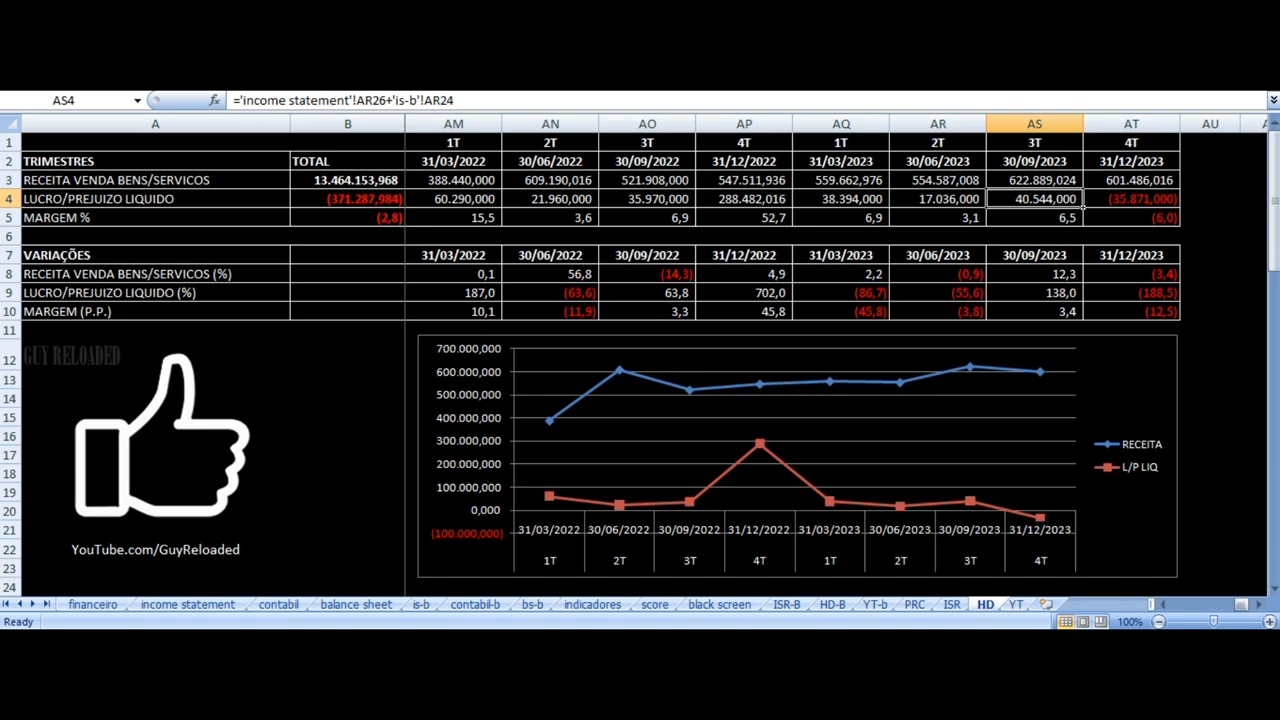 AS4 fx ='income statement'!AR26+'is-b'!AR24
A B AM AN AO AP AQ AR AS AT AU
1 1T 2T 3T 4T 1T 2T 3T 4T
2 TRIMESTRES TOTAL 31/03/2022 30/06/2022 30/09/2022 31/12/2022 31/03/2023 30/06/2023 30/09/2023 31/12/2023
3 RECEITA VENDA BENS/SERVICOS 13.464.153,968 388.440,000 609.190,016 521.908,000 547.511,936 559.662,976 554.587,008 622.889,024 601.486,016
4 LUCRO/PREJUIZO LIQUIDO (371.287,984) 60.290,000 21.960,000 35.970,000 288.482,016 38.394,000 17.036,000 40.544,000 (35.871,000)
5 MARGEM % (2,8) 15,5 3,6 6,9 52,7 6,9 3,1 6,5 (6,0)
6
7 VARIAÇÕES 31/03/2022 30/06/2022 30/09/2022 31/12/2022 31/03/2023 30/06/2023 30/09/2023 31/12/2023
8 RECEITA VENDA BENS/SERVICOS (%) 0,1 56,8 (14,3) 4,9 2,2 (0,9) 12,3 (3,4)
9 LUCRO/PREJUIZO LIQUIDO (%) 187,0 (63,6) 63,8 702,0 (86,7) (55,6) 138,0 (188,5)
10 MARGEM (P.P.) 10,1 (11,9) 3,3 45,8 (45,8) (3,8) 3,4 (12,5)
11
12 GUY RELOADED
13
14
15
16
17
18
19
20
21
22
23
24
YouTube.com/GuyReloaded
700.000,000
600.000,000
500.000,000
400.000,000
300.000,000
200.000,000
100.000,000
0,000
(100.000,000)
31/03/2022 30/06/2022 30/09/2022 31/12/2022 31/03/2023 30/06/2023 30/09/2023 31/12/2023
1T 2T 3T 4T 1T 2T 3T 4T
RECEITA
L/P LIQ
financeiro income statement contabil balance sheet is-b contabil-b bs-b indicadores score black screen ISR-B HD-B YT-b PRC ISR HD YT
Ready 100%